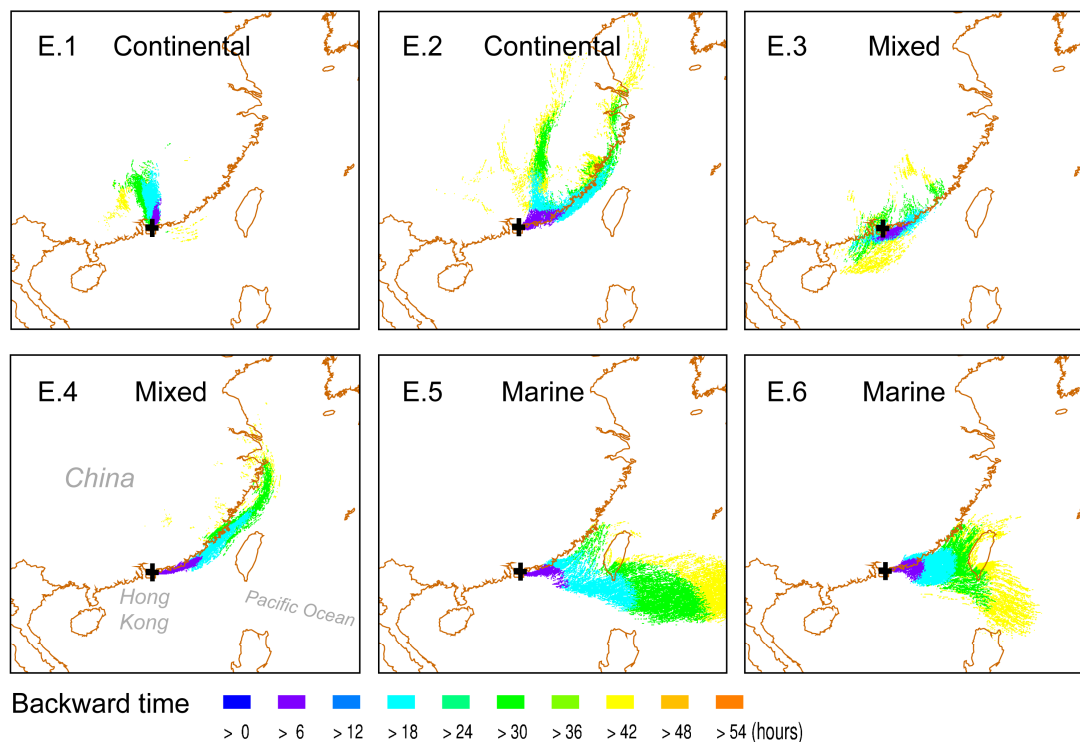 E.1 Continental
E.2 Continental
E.3 Mixed
E.4 Mixed
China
Hong
Kong
Pacific Ocean
E.5 Marine
E.6 Marine
Backward time
> 0 > 6 > 12 > 18 > 24 > 30 > 36 > 42 > 48 > 54 (hours)